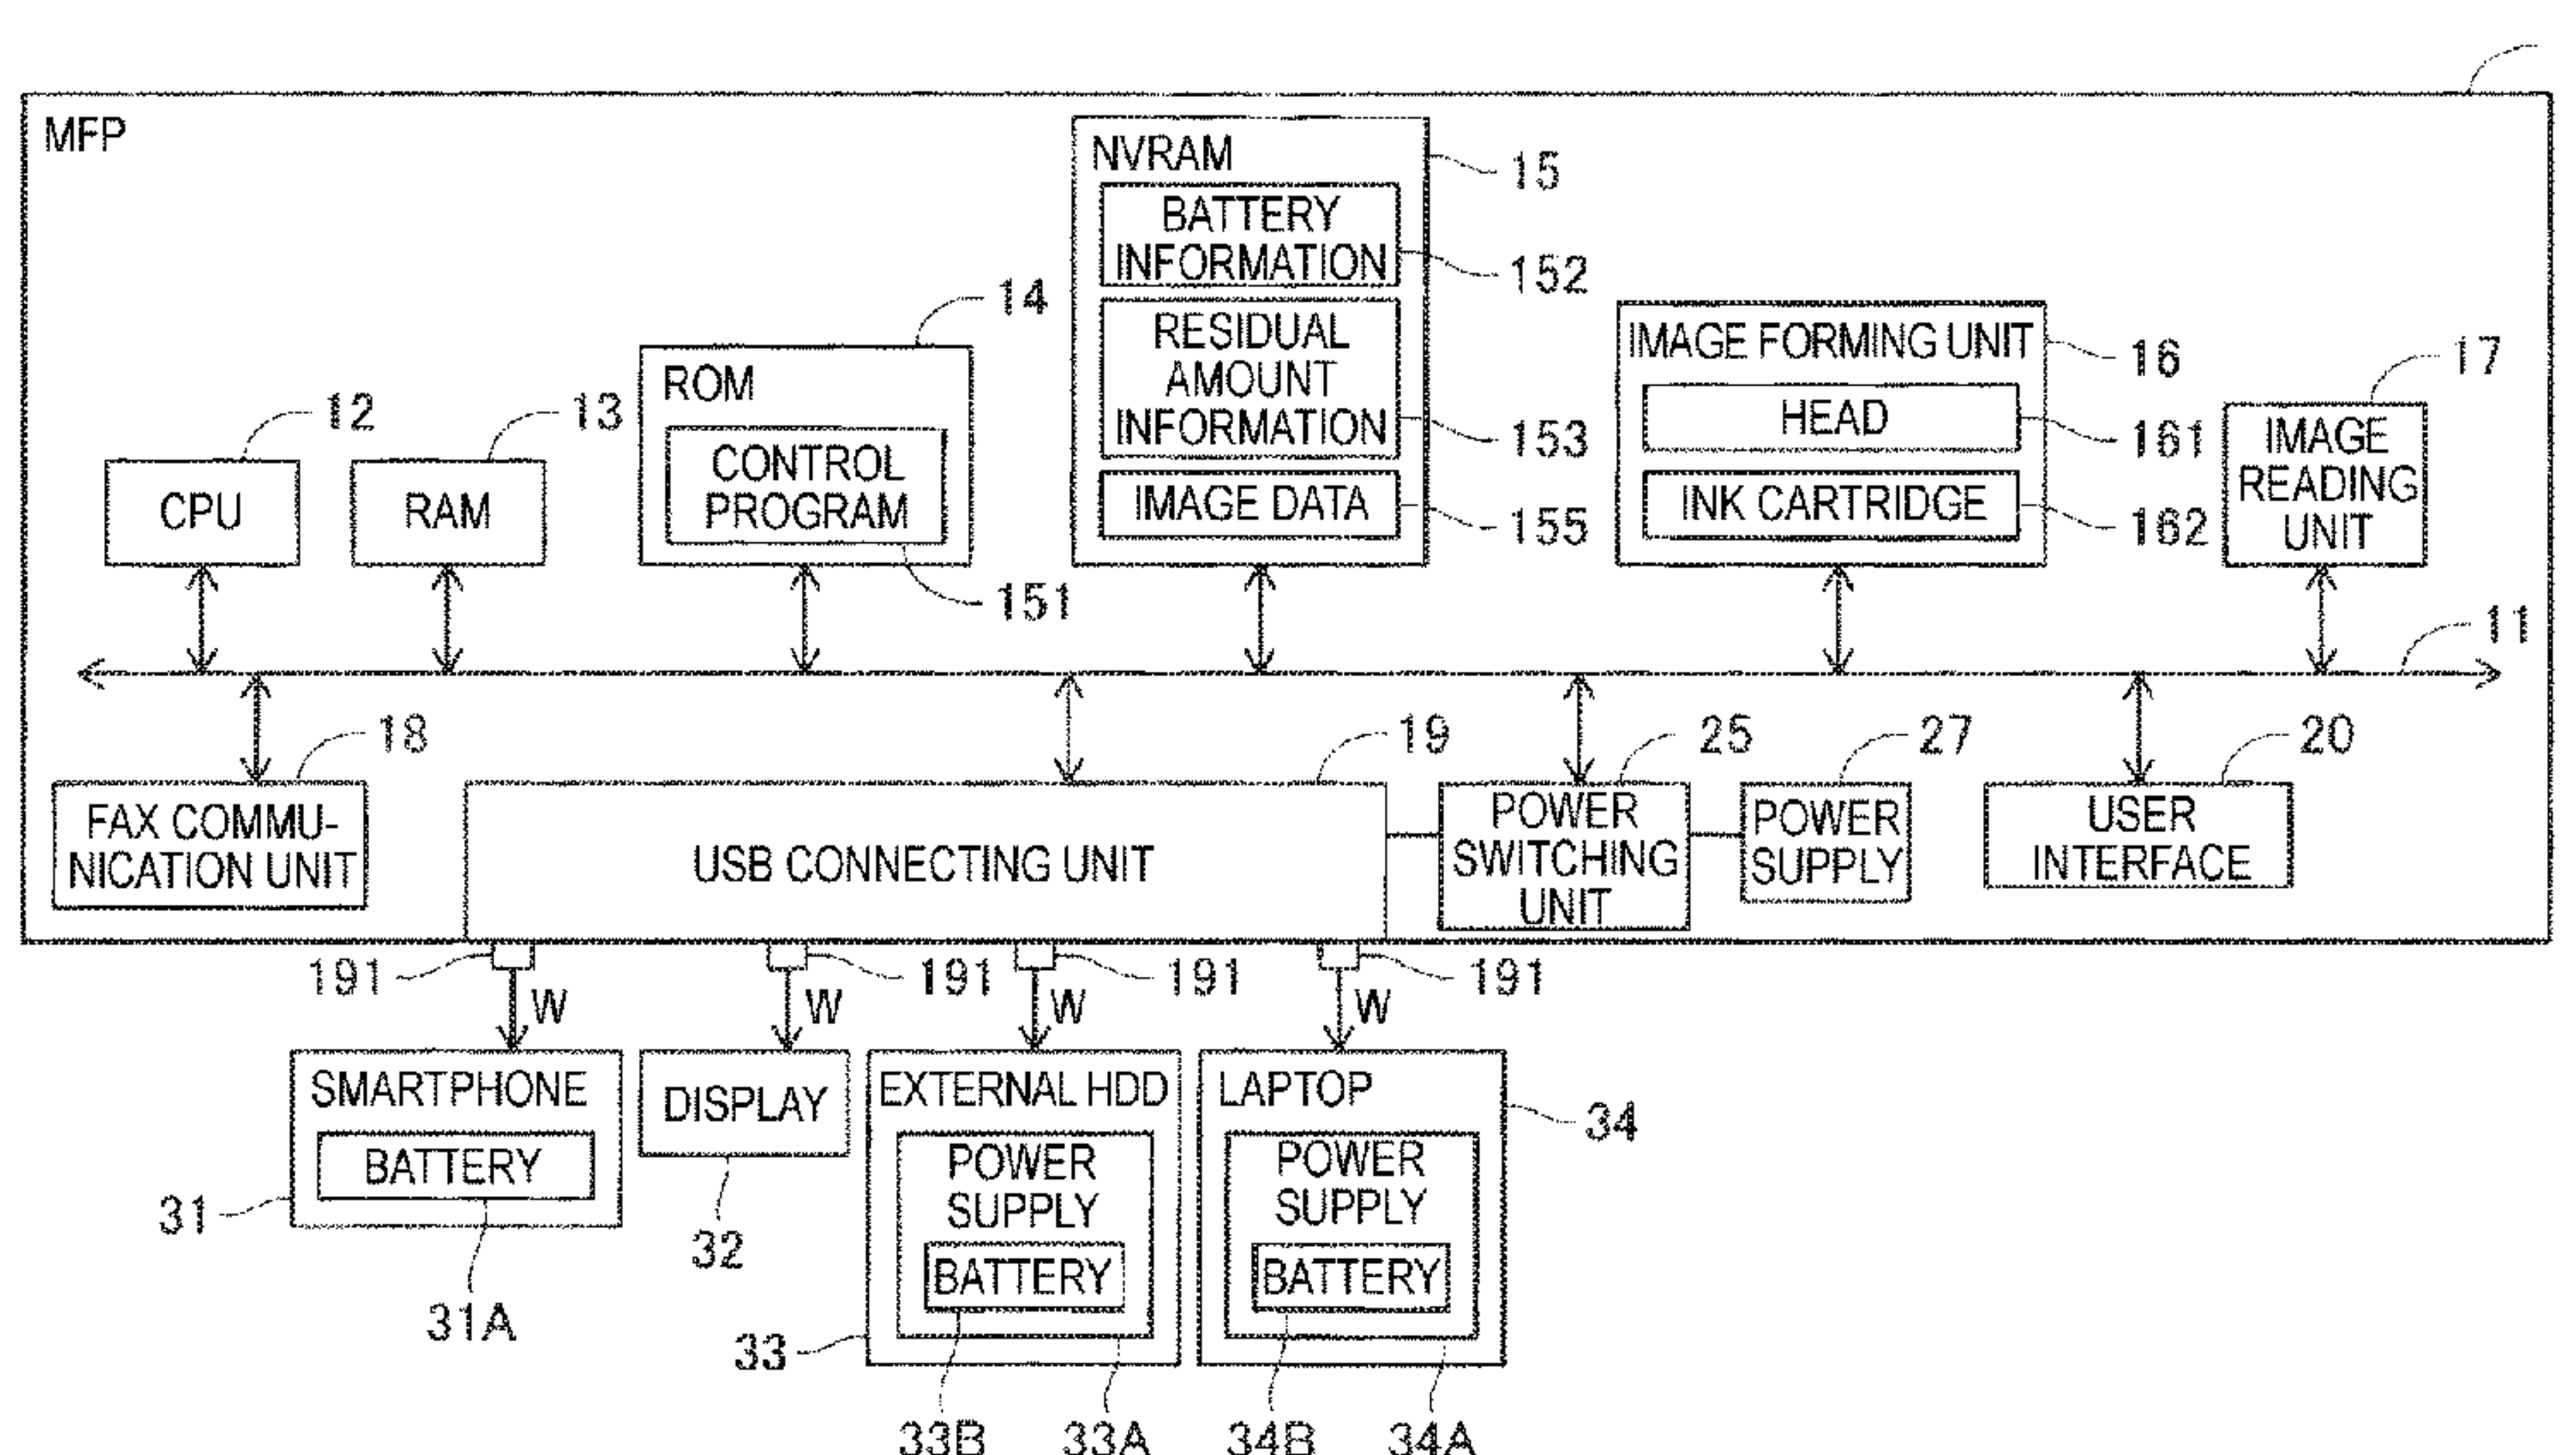 MFP
NVRAM
15
BATTERY
INFORMATION
152
RESIDUAL
AMOUNT
INFORMATION
153
IMAGE DATA
155
14
ROM
CONTROL
PROGRAM
151
12
CPU
13
RAM
IMAGE FORMING UNIT
16
HEAD
161
INK CARTRIDGE
162
17
IMAGE
READING
UNIT
11
18
FAX COMMU-
NICATION UNIT
19
USB CONNECTING UNIT
25
POWER
SWITCHING
UNIT
27
POWER
SUPPLY
20
USER
INTERFACE
191
W
191
W
191
W
191
W
SMARTPHONE
BATTERY
31
31A
DISPLAY
32
EXTERNAL HDD
POWER
SUPPLY
BATTERY
33
33B
33A
LAPTOP
34
POWER
SUPPLY
BATTERY
34B
34A